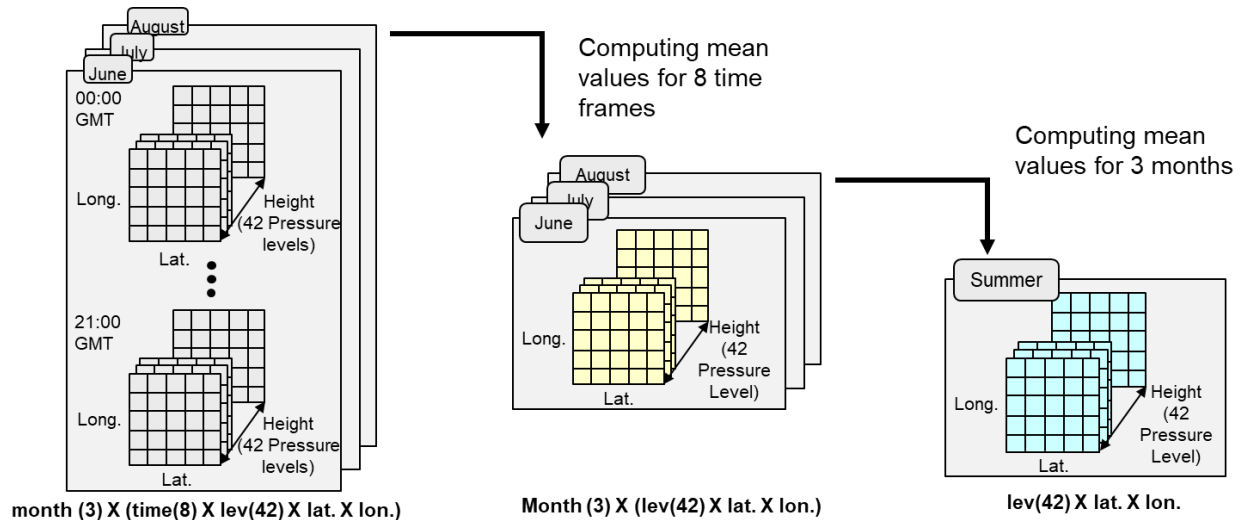 August
July
June
00:00
GMT
Long.
Height
(42 Pressure
levels)
Lat.
21:00
GMT
Long.
Height
(42 Pressure
levels)
Lat.
month (3) X (time(8) X lev(42) X lat. X lon.)
Computing mean
values for 8 time
frames
August
July
June
Long.
Height
(42
Pressure
Level)
Lat.
Month (3) X (lev(42) X lat. X lon.)
Computing mean
values for 3 months
Summer
Long.
Height
(42
Pressure
Level)
Lat.
lev(42) X lat. X lon.